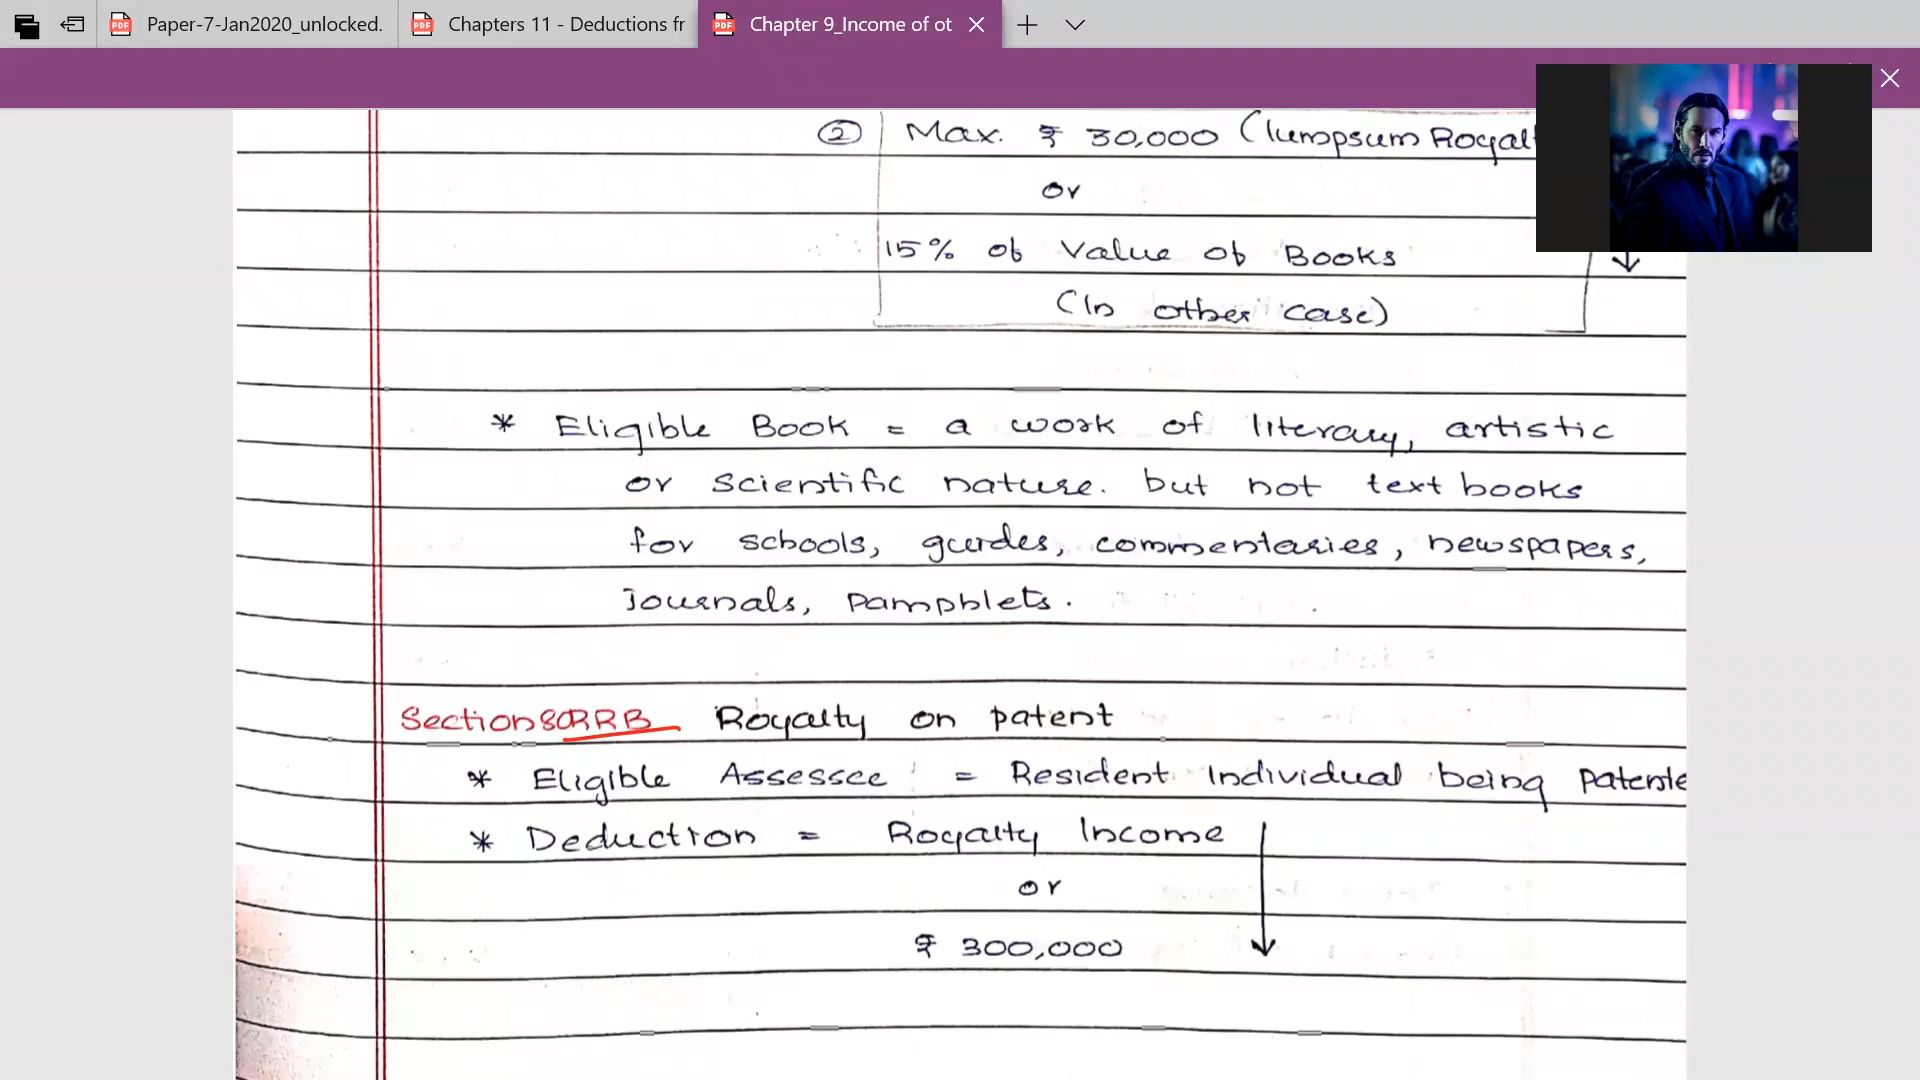 Paper-7-Jan2020_unlocked.
Chapters 11 - Deductions fr
Chapter 9_Income of ot
② Max. ₹ 30,000 (lumpsum Royalt
or
15% of Value of Books
(In other case)
* Eligible Book = a work of literary, artistic
or scientific nature. but not text books
for schools, guides, commentaries, newspapers,
Journals, Pamphlets.
Section 80RRB Royalty on patent
* Eligible Assessee = Resident Individual being Patente
* Deduction = Royalty Income
or
₹ 300,000